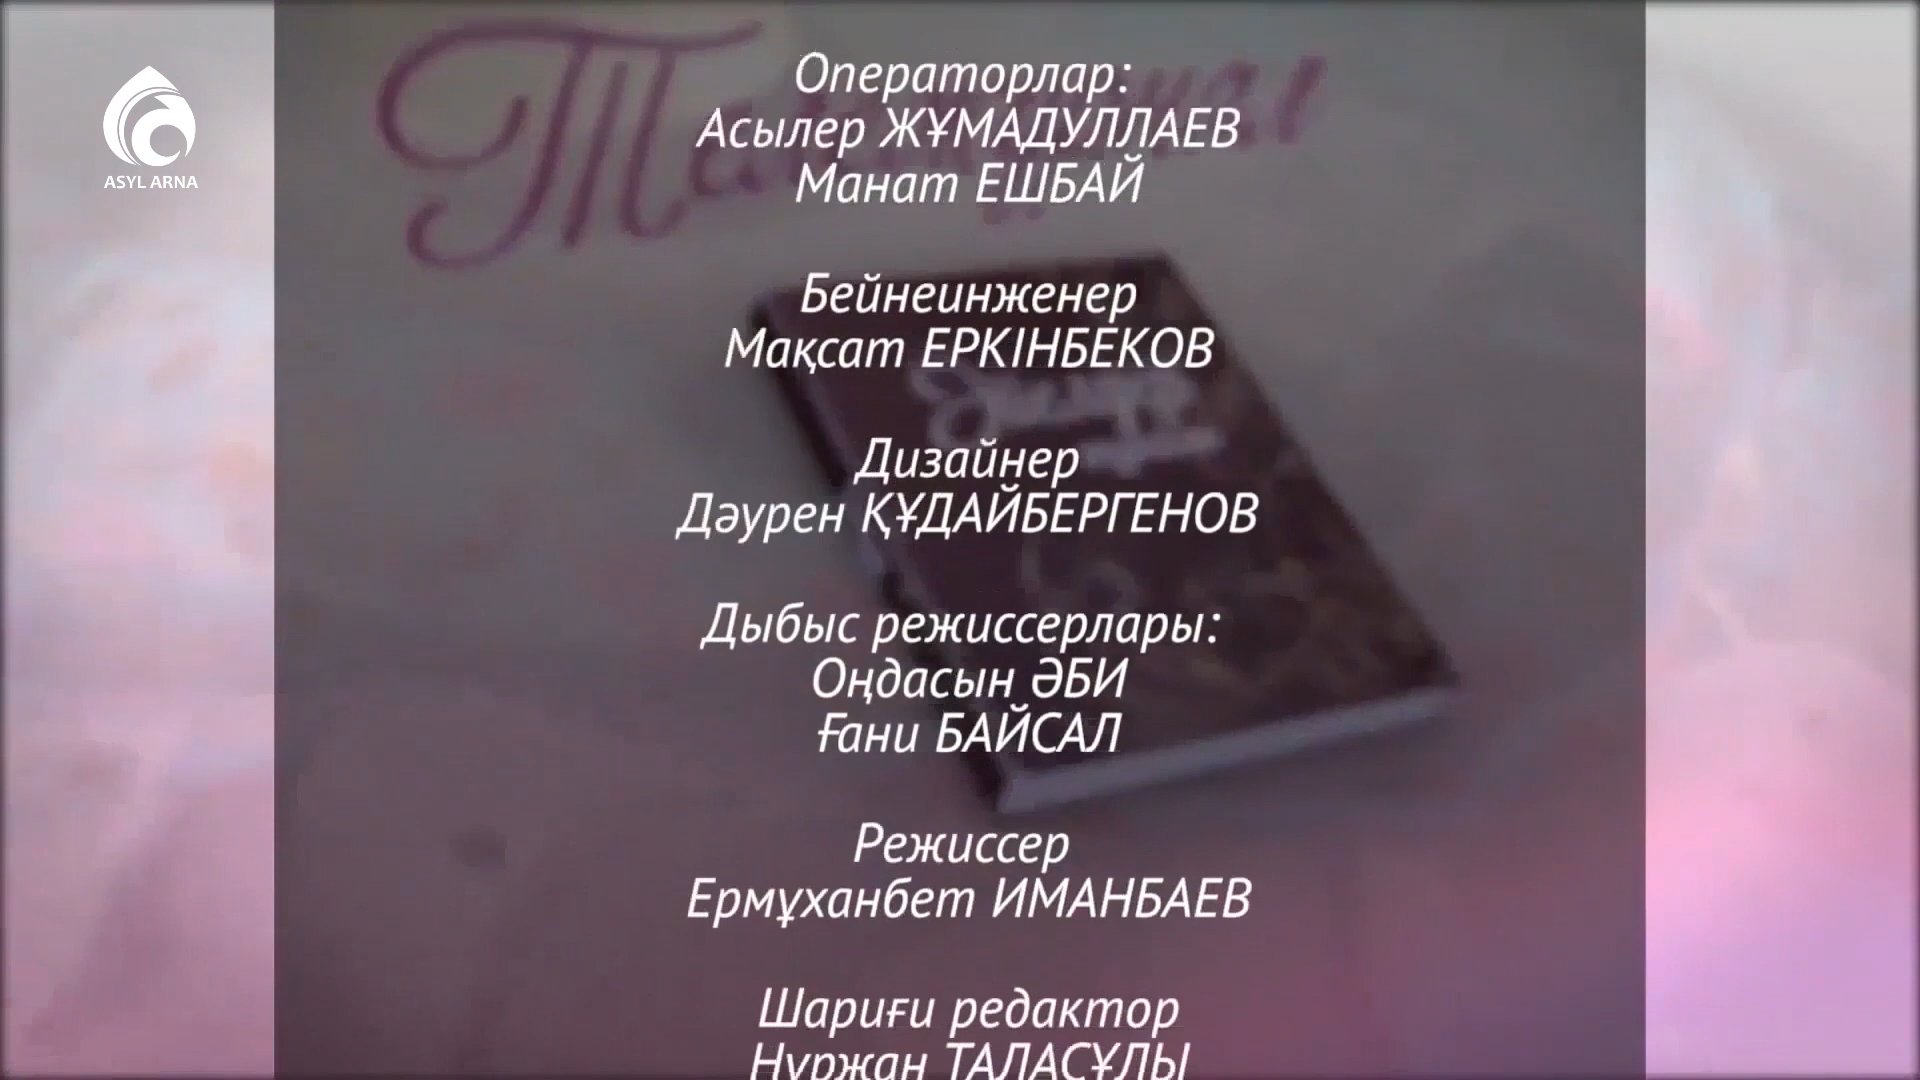 ASYL ARNA
Операторлар:
Асылер ЖҰМАДУЛЛАЕВ
Манат ЕШБАЙ
Бейнеинженер
Мақсат ЕРКІНБЕКОВ
Дизайнер
Дәурен ҚҰДАЙБЕРГЕНОВ
Дыбыс режиссерлары:
Оңдасын ӘБИ
Ғани БАЙСАЛ
Режиссер
Ермұханбет ИМАНБАЕВ
Шариғи редактор
Нуржан ТАЛАСҰЛЫ